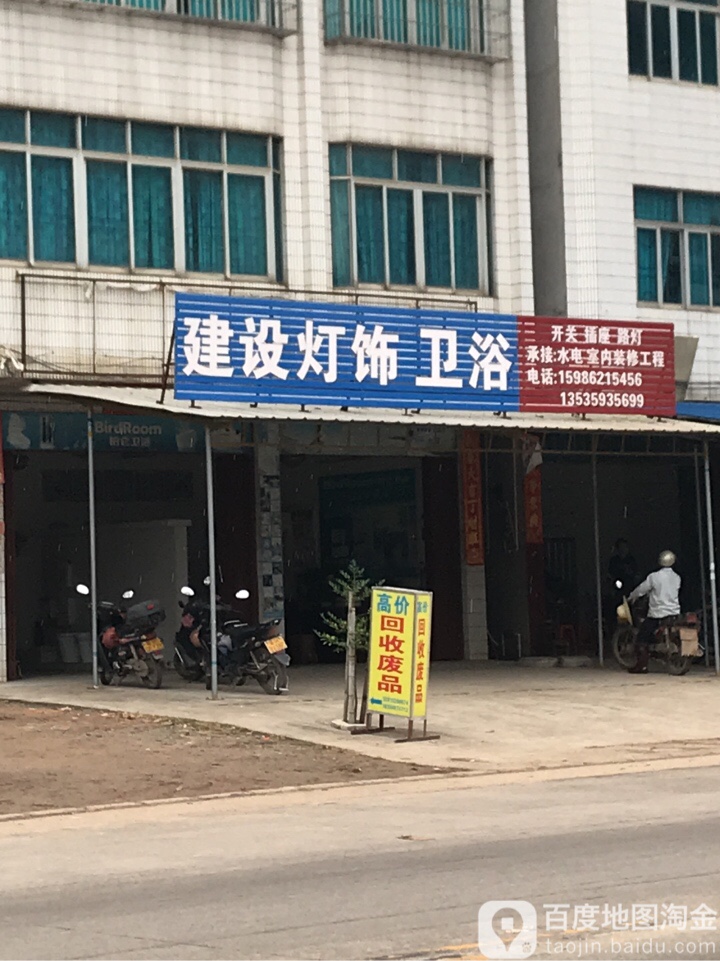 建设灯饰 卫浴
开关 插座 路灯
承接:水电.室内装修工程
电话:15986215456
13535935699
BirdRoom
高价
回收废品
高价
回收废品
百度地图淘金
taojin.baidu.com